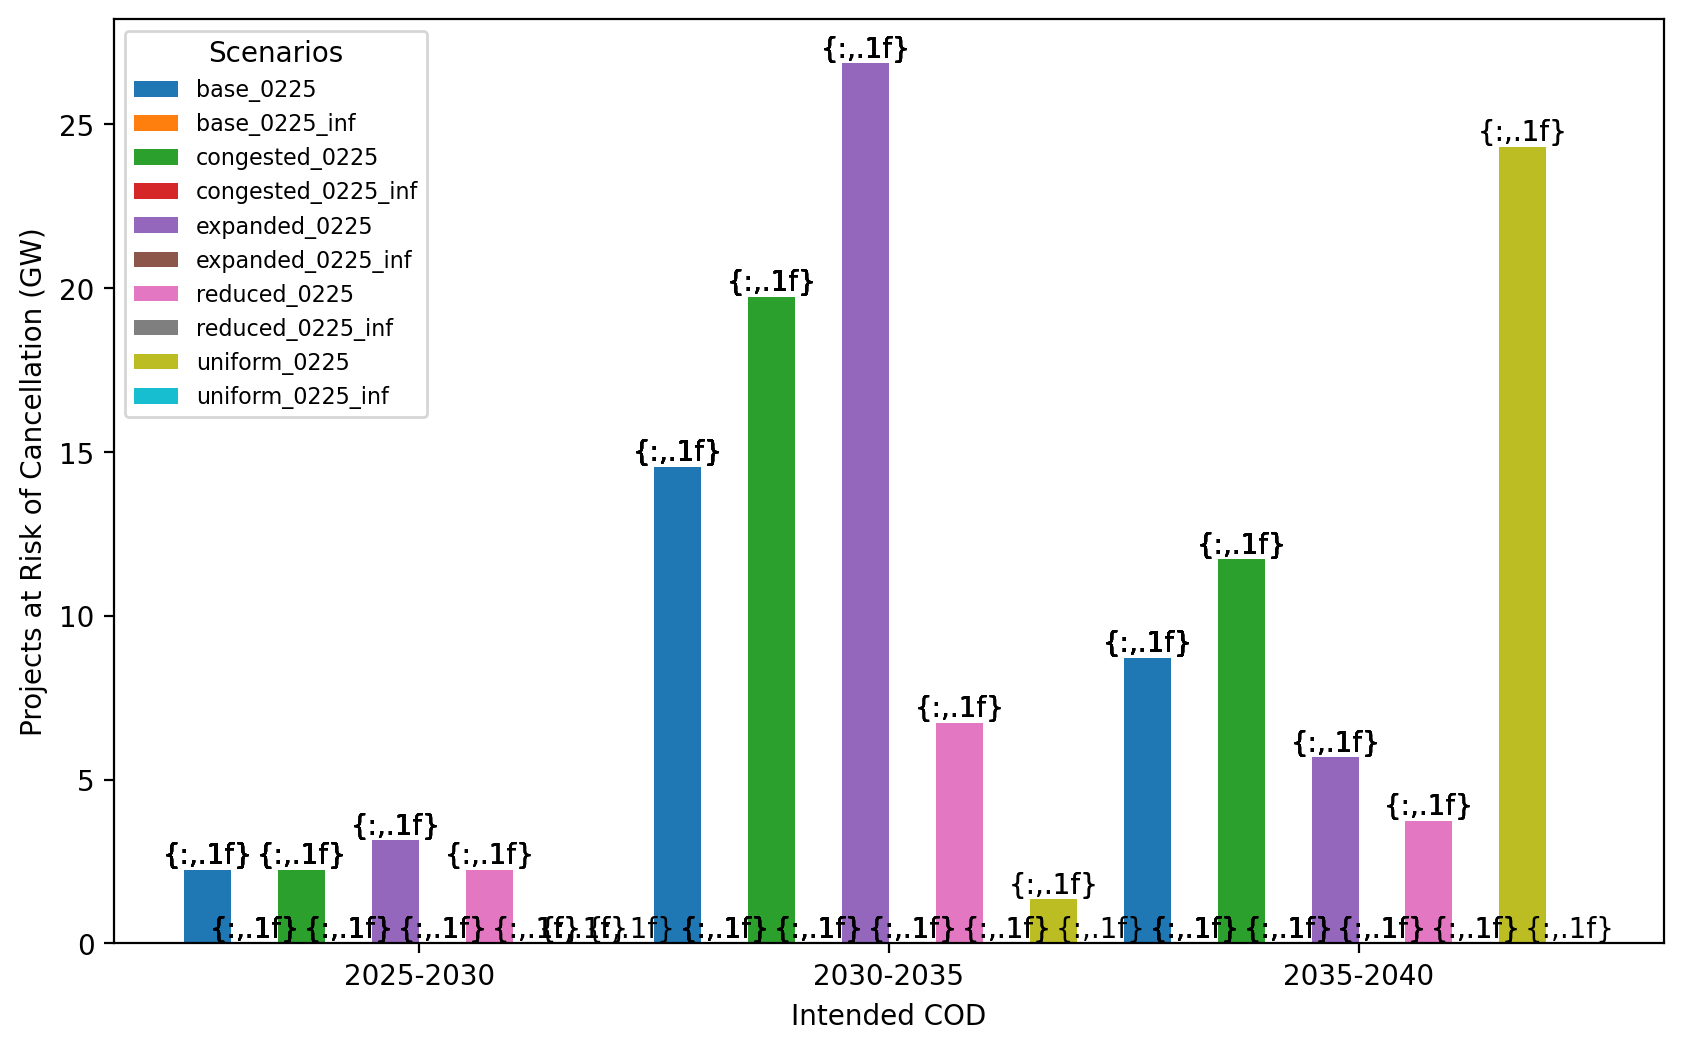 Scenarios
base_0225
base_0225_inf
congested_0225
congested_0225_inf
expanded_0225
expanded_0225_inf
reduced_0225
reduced_0225_inf
uniform_0225
uniform_0225_inf
Projects at Risk of Cancellation (GW)
25
20
15
10
5
0
{:,.1f}
{:,.1f}
{:,.1f}
{:,.1f}
{:,.1f}
{:,.1f}
{:,.1f}
{:,.1f}
{:,.1f}
{:,.1f}
{:,.1f}
{:,.1f}
{:,.1f}
{:,.1f}
{:,.1f} {:,.1f} {:,.1f} {:,.1f} {:,.1f} {:,.1f} {:,.1f} {:,.1f} {:,.1f} {:,.1f} {:,.1f} {:,.1f} {:,.1f} {:,.1f} {:,.1f} {:,.1f}
2025-2030
2030-2035
2035-2040
Intended COD